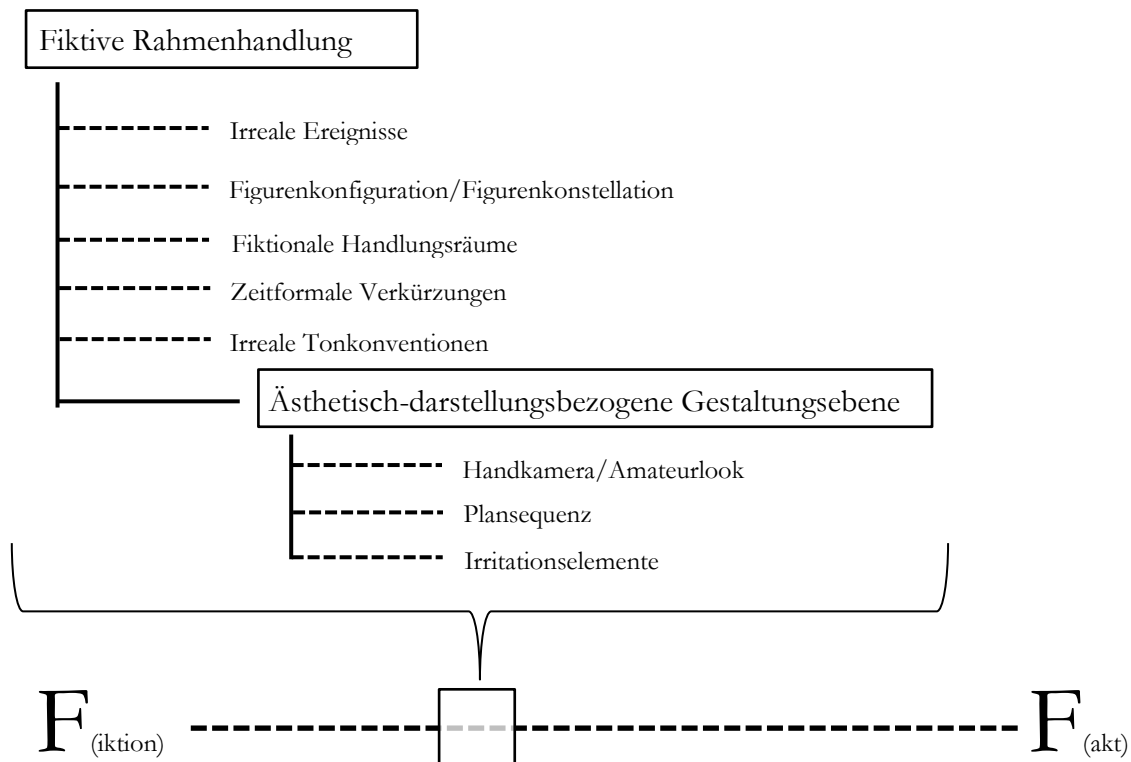 Fiktive Rahmenhandlung
Irreale Ereignisse
Figurenkonfiguration/Figurenkonstellation
Fiktionale Handlungsräume
Zeitformale Verkürzungen
Irreale Tonkonventionen
Ästhetisch-darstellungsbezogene Gestaltungsebene
Handkamera/Amateurlook
Plansequenz
Irritationselemente
F(iktion) F(akt)